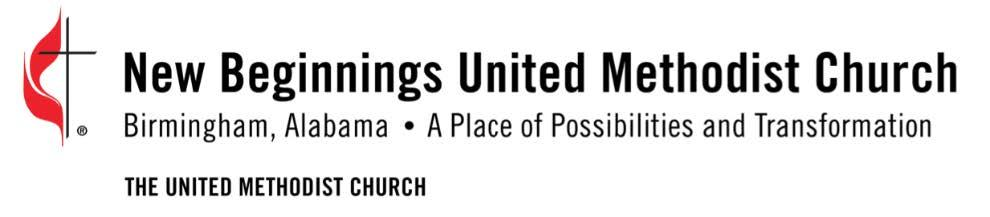 New Beginnings United Methodist Church
®
Birmingham, Alabama • A Place of Possibilities and Transformation
THE UNITED METHODIST CHURCH